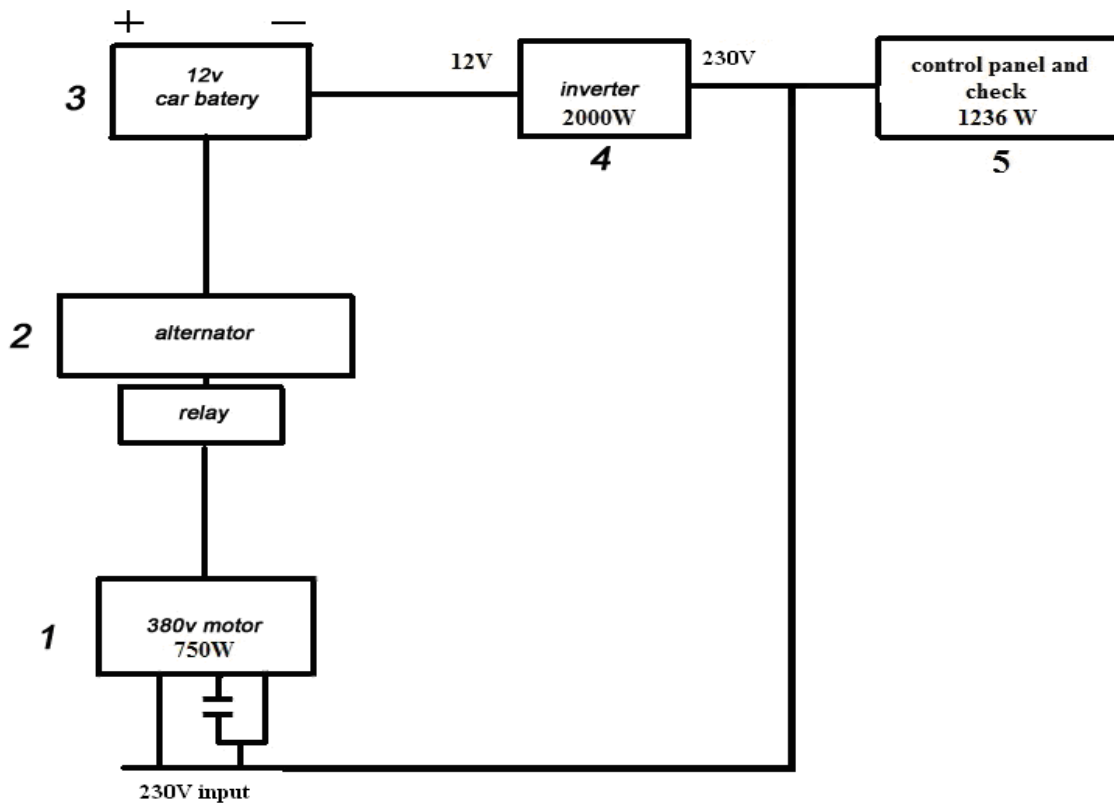 + —
12v
car batery
3
12V
inverter
2000W
4
230V
control panel and
check
1236 W
5
2
alternator
relay
1
380v motor
750W
230V input